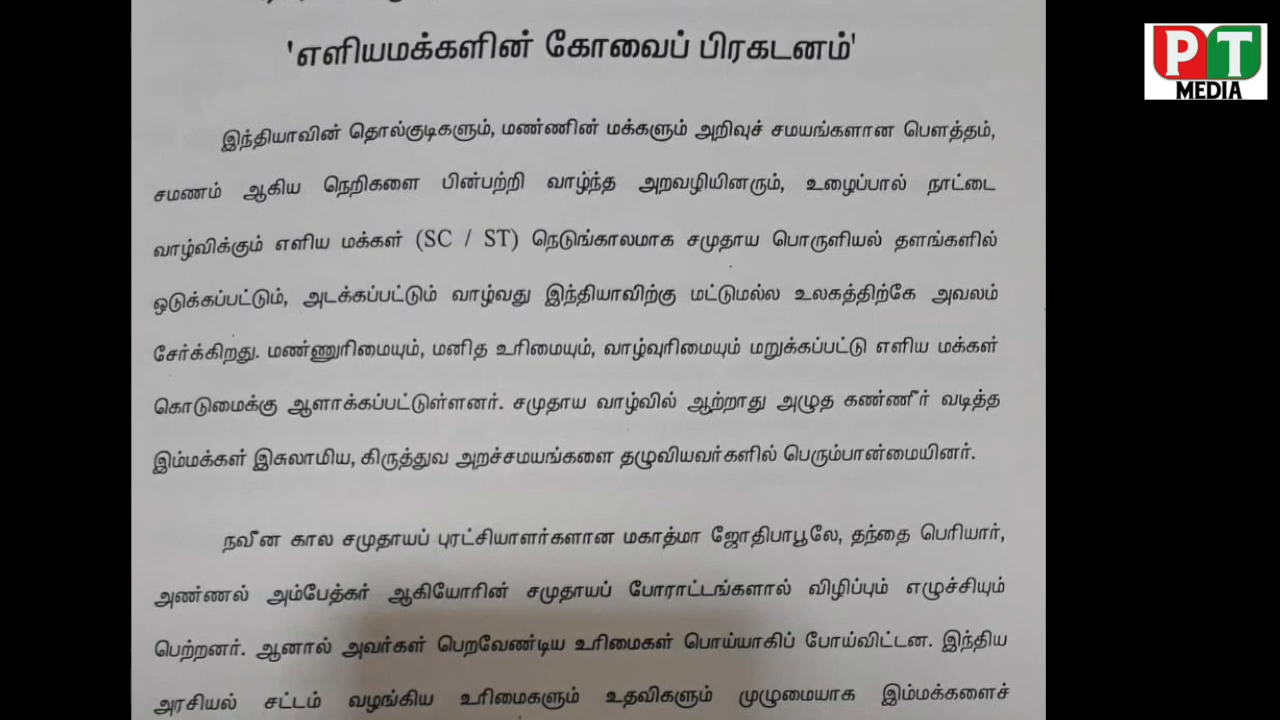 'எளியமக்களின் கோவைப் பிரகடனம்'
PT
MEDIA
இந்தியாவின் தொல்குடிகளும், மண்ணின் மக்களும் அறிவுச் சமயங்களான பௌத்தம்,
சமணம் ஆகிய நெறிகளை பின்பற்றி வாழ்ந்த அறவழியினரும், உழைப்பால் நாட்டை
வாழ்விக்கும் எளிய மக்கள் (SC / ST) நெடுங்காலமாக சமுதாய பொருளியல் தளங்களில்
ஒடுக்கப்பட்டும், அடக்கப்பட்டும் வாழ்வது இந்தியாவிற்கு மட்டுமல்ல உலகத்திற்கே அவலம்
சேர்க்கிறது. மண்ணுரிமையும், மனித உரிமையும், வாழ்வுரிமையும் மறுக்கப்பட்டு எளிய மக்கள்
கொடுமைக்கு ஆளாக்கப்பட்டுள்ளனர். சமுதாய வாழ்வில் ஆற்றாது அழுத கண்ணீர் வடித்த
இம்மக்கள் இசுலாமிய, கிருத்துவ அறச்சமயங்களை தழுவியவர்களில் பெரும்பான்மையினர்.
நவீன கால சமுதாயப் புரட்சியாளர்களான மகாத்மா ஜோதிபாபூலே, தந்தை பெரியார்,
அண்ணல் அம்பேத்கர் ஆகியோரின் சமுதாயப் போராட்டங்களால் விழிப்பும் எழுச்சியும்
பெற்றனர். ஆனால் அவர்கள் பெறவேண்டிய உரிமைகள் பொய்யாகிப் போய்விட்டன. இந்திய
அரசியல் சட்டம் வழங்கிய உரிமைகளும் உதவிகளும் முழுமையாக இம்மக்களைச்